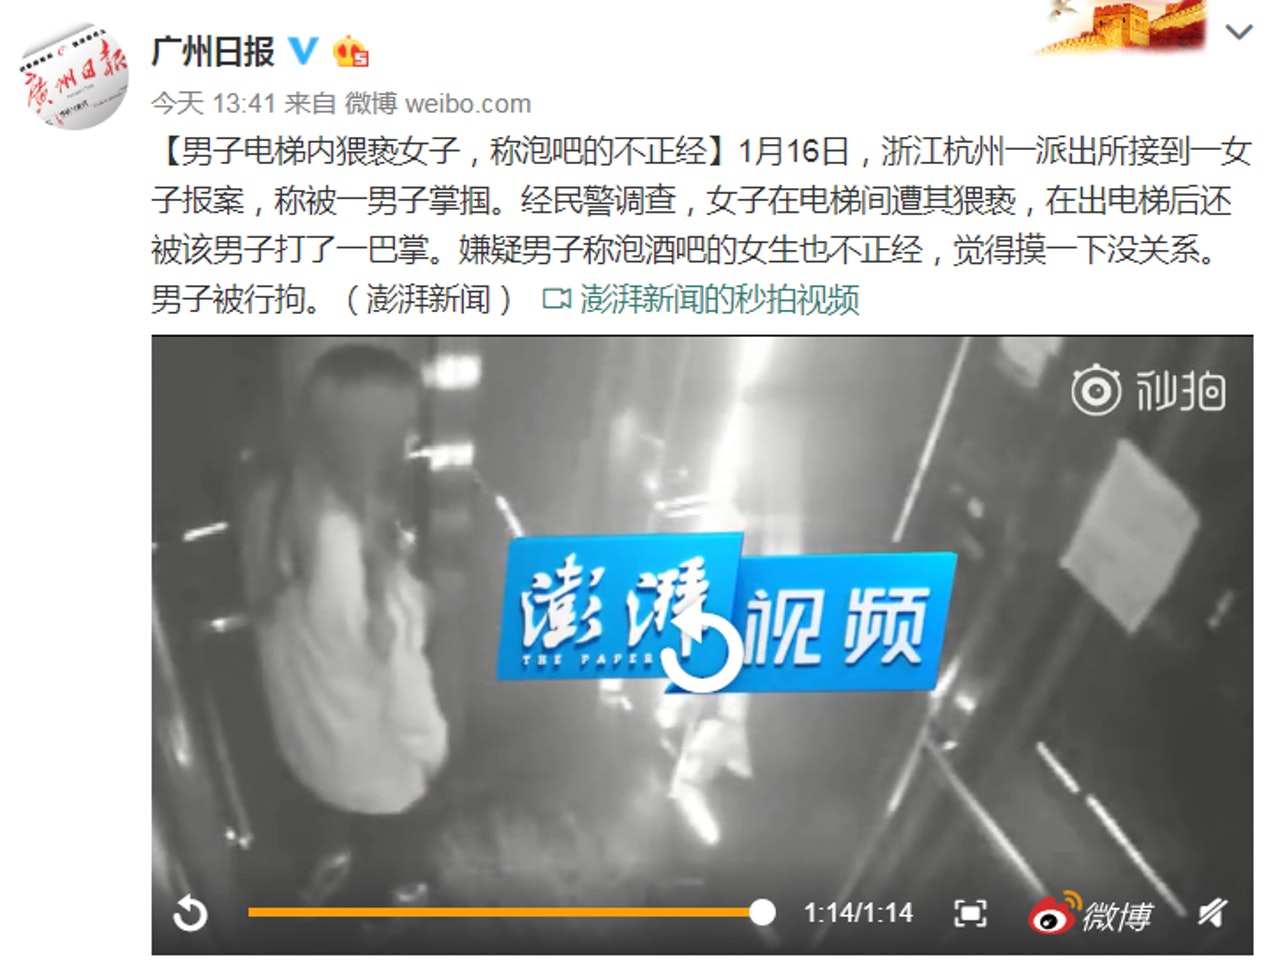 广州日报
今天 13:41 来自 微博 weibo.com
【男子电梯内猥亵女子，称泡吧的不正经】1月16日，浙江杭州一派出所接到一女
子报案，称被一男子掌掴。经民警调查，女子在电梯间遭其猥亵，在出电梯后还
被该男子打了一巴掌。嫌疑男子称泡酒吧的女生也不正经，觉得摸一下没关系。
男子被行拘。（澎湃新闻） 澎湃新闻的秒拍视频
秒拍
澎湃视频
THE PAPER
1:14/1:14
微博